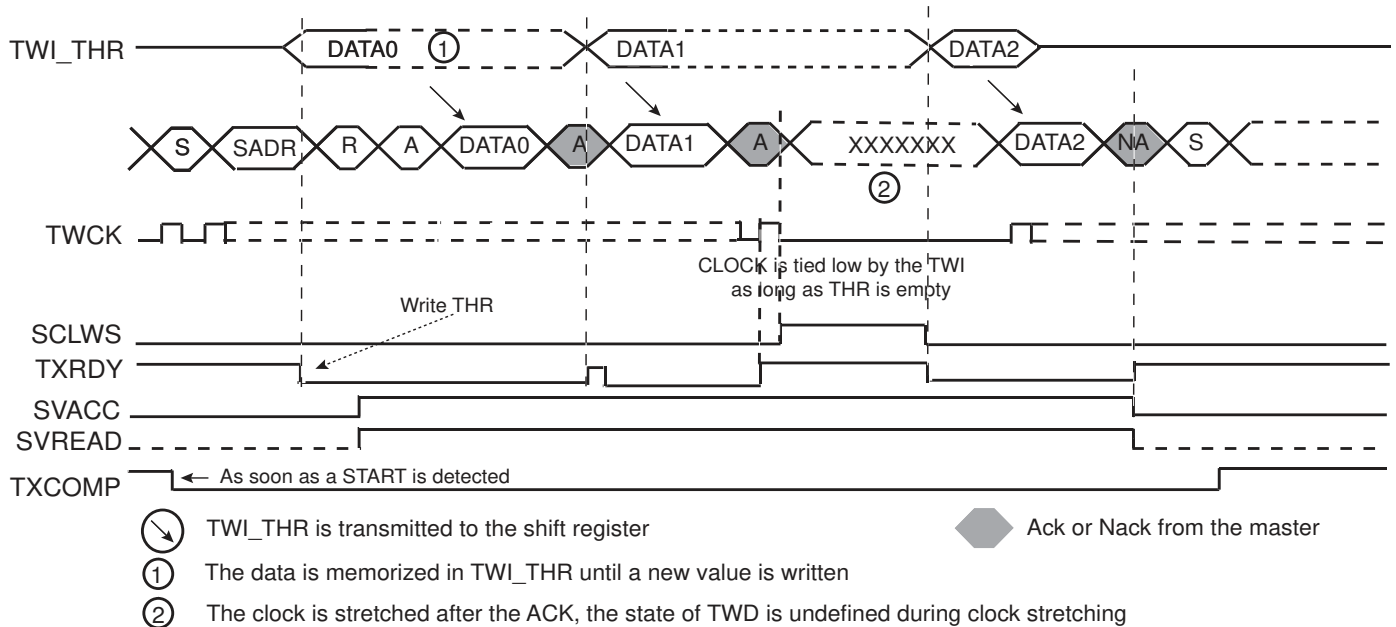 TWI_THR DATA0 1 DATA1 DATA2
S SADR R A DATA0 A DATA1 A XXXXXXX DATA2 NA S
2
TWCK
CLOCK is tied low by the TWI
as long as THR is empty
Write THR
SCLWS
TXRDY
SVACC
SVREAD
TXCOMP As soon as a START is detected
TWI_THR is transmitted to the shift register
Ack or Nack from the master
1 The data is memorized in TWI_THR until a new value is written
2 The clock is stretched after the ACK, the state of TWD is undefined during clock stretching